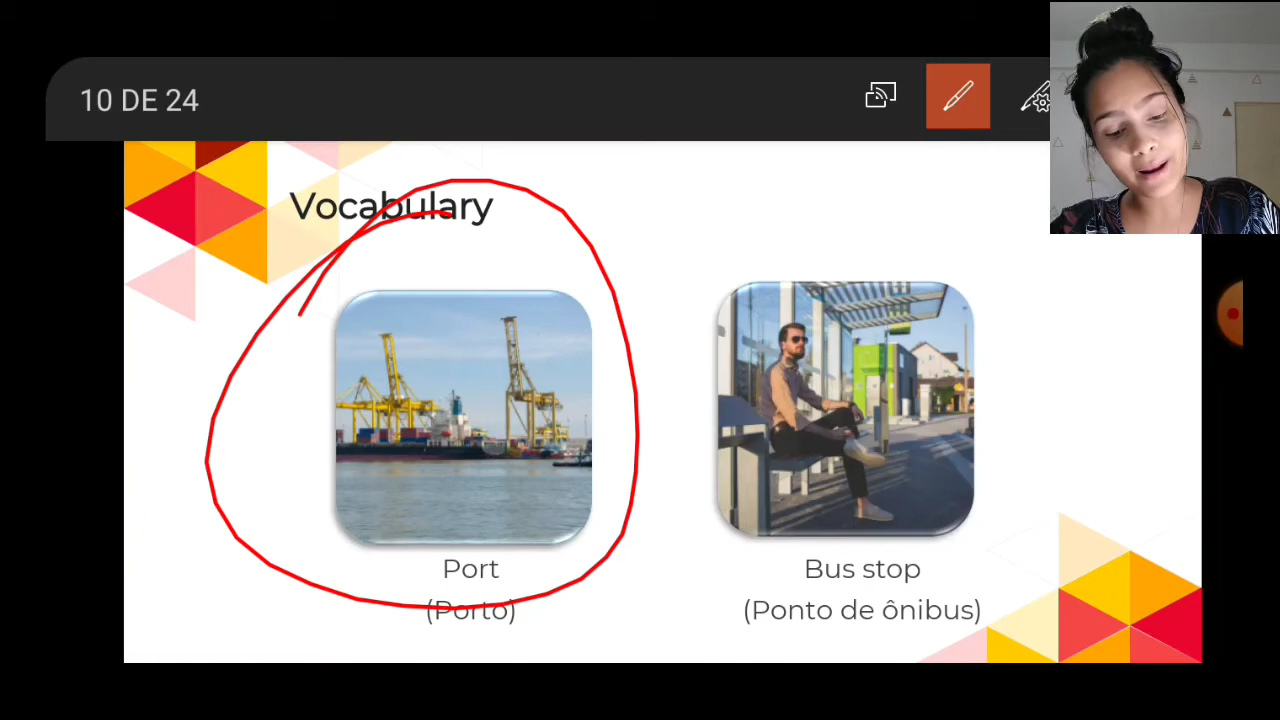 10 DE 24
Vocabulary
Port
(Porto)
Bus stop
(Ponto de ônibus)